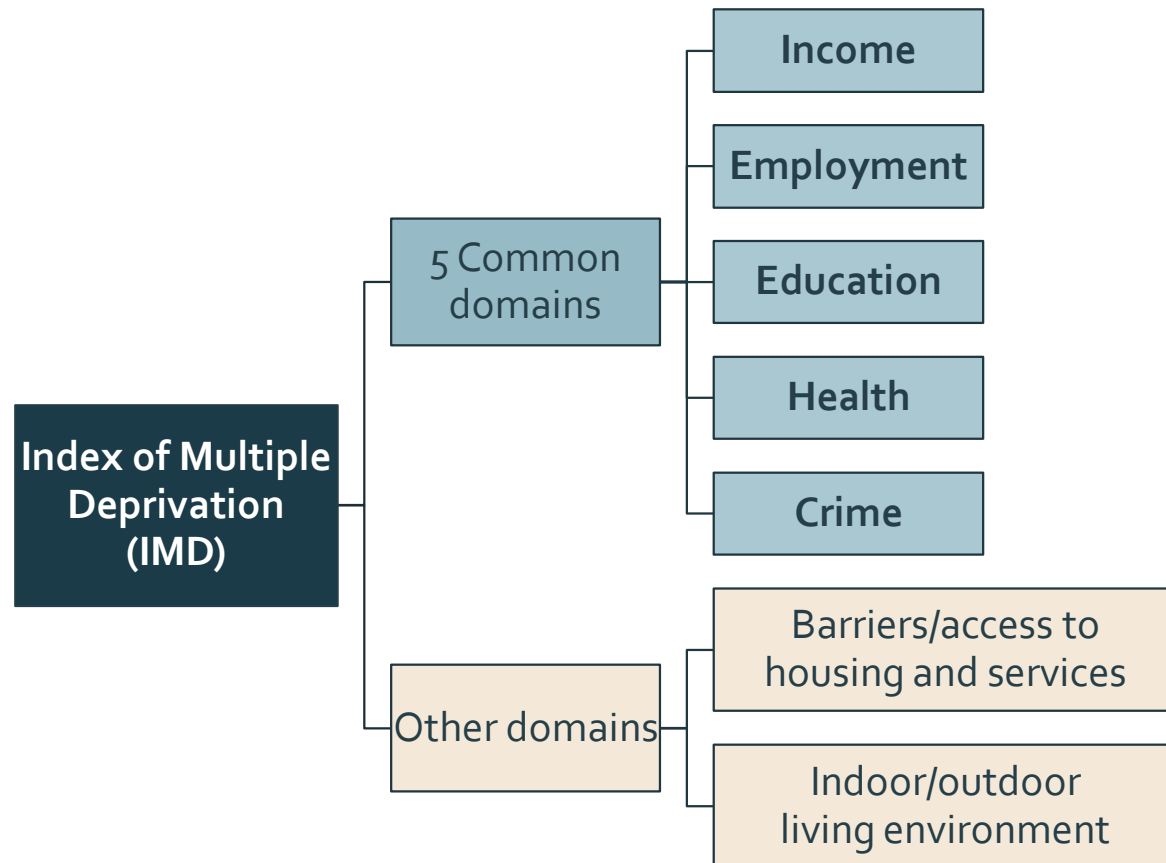 Index of Multiple
Deprivation
(IMD)
5 Common
domains
Income
Employment
Education
Health
Crime
Other domains
Barriers/access to
housing and services
Indoor/outdoor
living environment